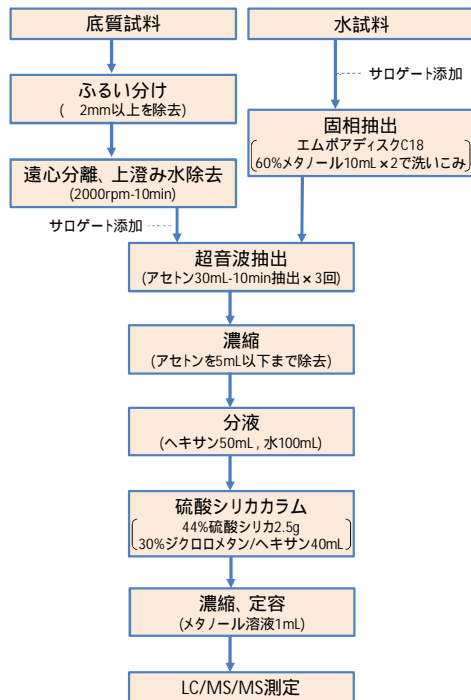 底質試料
水試料
サロゲート添加
ふるい分け
( 2mm以上を除去)
固相抽出
エムポアディスクC18
60%メタノール10mL×2で洗いこみ
遠心分離、上澄み水除去
(2000rpm-10min)
サロゲート添加
超音波抽出
(アセトン30mL-10min抽出×3回)
濃縮
(アセトンを5mL以下まで除去)
分液
(ヘキサン50mL , 水100mL)
硫酸シリカカラム
44%硫酸シリカ2.5g
30%ジクロロメタン/ヘキサン40mL
濃縮、定容
(メタノール溶液1mL)
LC/MS/MS測定